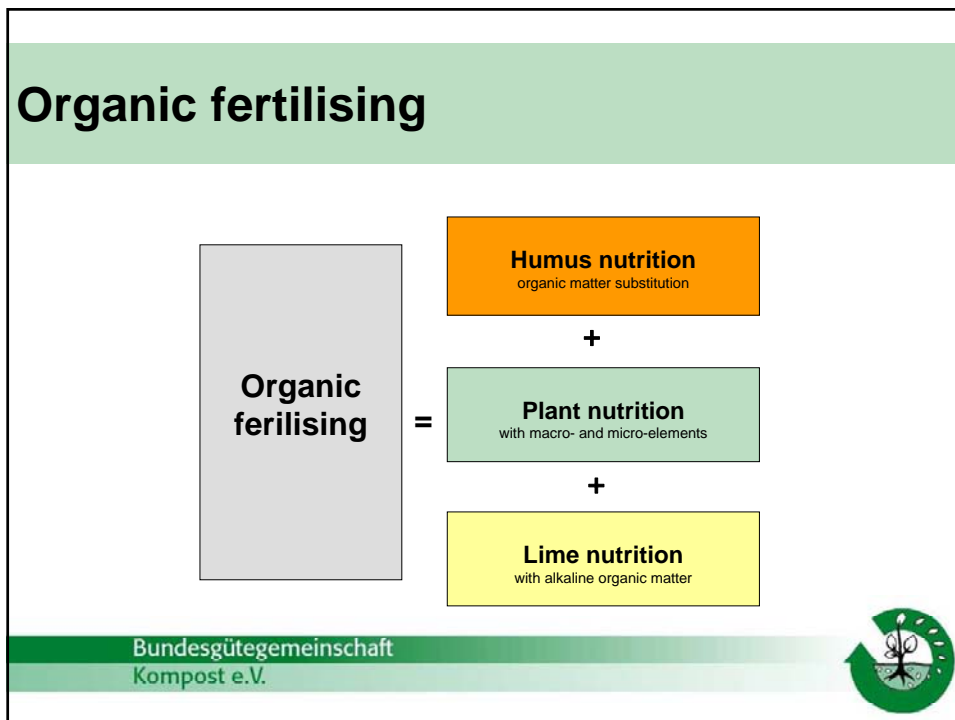 Organic fertilising
Organic
ferilising
=
Humus nutrition
organic matter substitution
+
Plant nutrition
with macro- and micro-elements
+
Lime nutrition
with alkaline organic matter
Bundesgütegemeinschaft
Kompost e.V.